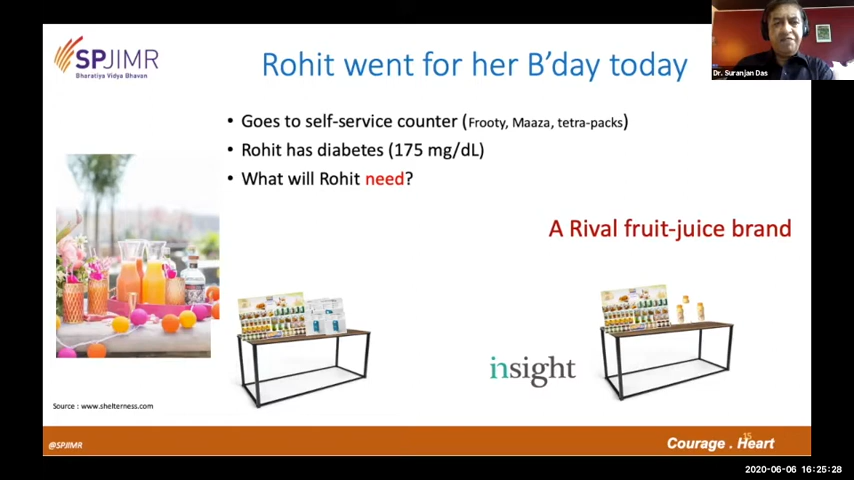 SPJIMR
Bharatiya Vidya Bhavan
Rohit went for her B'day today
Dr. Suranjan Das
• Goes to self-service counter (Frooty, Maaza, tetra-packs)
• Rohit has diabetes (175 mg/dL)
• What will Rohit need?
A Rival fruit-juice brand
insight
Source : www.shelterness.com
@SPJIMR
15
Courage . Heart
2020-06-06 16:25:28